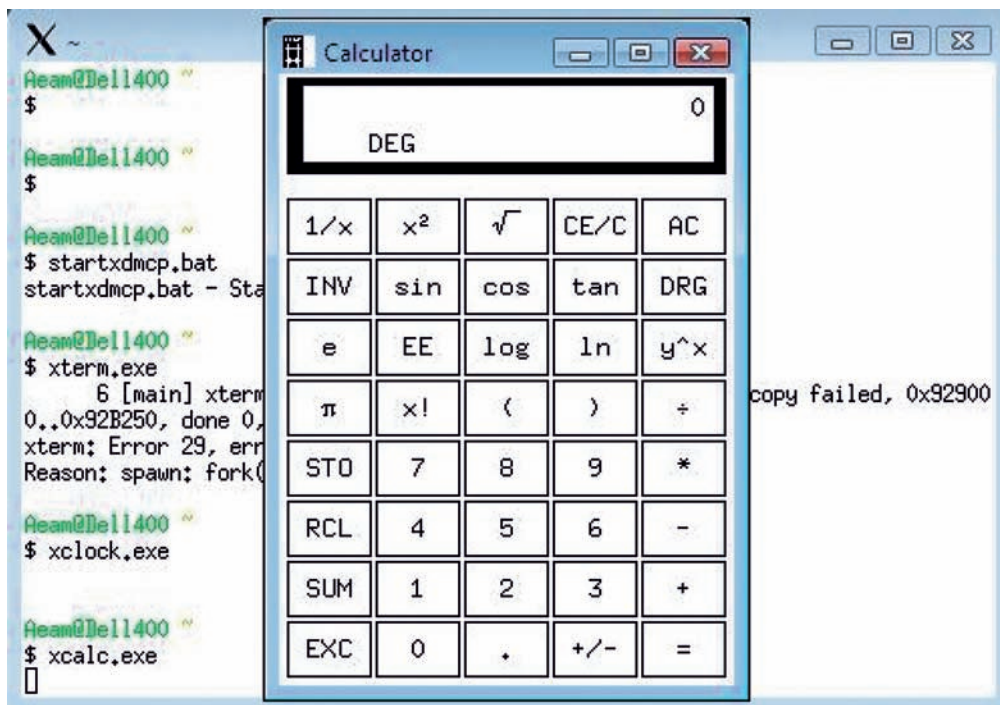 ~
Aeam@Dell400 ~
$
Aeam@Dell400 ~
$
Aeam@Dell400 ~
$ startxdmcp.bat
startxdmcp.bat - Sta
Aeam@Dell400 ~
$ xterm.exe
6 [main] xterm copy failed, 0x92900
0..0x92B250, done 0,
xterm: Error 29, err
Reason: spawn: fork(
Aeam@Dell400 ~
$ xclock.exe
Aeam@Dell400 ~
$ xcalc.exe
Calculator
0
DEG
1/x x² √ CE/C AC
INV sin cos tan DRG
e EE log ln y^x
π x! ( ) ÷
STO 7 8 9 *
RCL 4 5 6 -
SUM 1 2 3 +
EXC 0 . +/- =